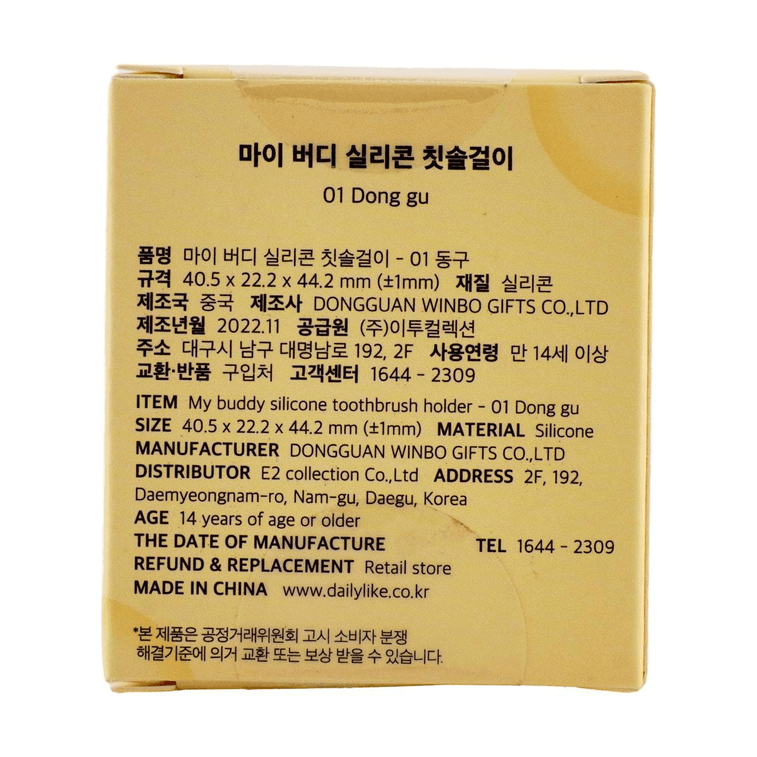 마이 버디 실리콘 칫솔걸이
01 Dong gu
품명 마이 버디 실리콘 칫솔걸이 - 01 동구
규격 40.5 x 22.2 x 44.2 mm (±1mm) 재질 실리콘
제조국 중국 제조사 DONGGUAN WINBO GIFTS CO.,LTD
제조년월 2022.11 공급원 (주)이투컬렉션
주소 대구시 남구 대명남로 192, 2F 사용연령 만 14세 이상
교환·반품 구입처 고객센터 1644 - 2309
ITEM My buddy silicone toothbrush holder - 01 Dong gu
SIZE 40.5 x 22.2 x 44.2 mm (±1mm) MATERIAL Silicone
MANUFACTURER DONGGUAN WINBO GIFTS CO.,LTD
DISTRIBUTOR E2 collection Co.,Ltd ADDRESS 2F, 192,
Daemyeongnam-ro, Nam-gu, Daegu, Korea
AGE 14 years of age or older
THE DATE OF MANUFACTURE TEL 1644 - 2309
REFUND & REPLACEMENT Retail store
MADE IN CHINA www.dailylike.co.kr
*본 제품은 공정거래위원회 고시 소비자 분쟁
해결기준에 의거 교환 또는 보상 받을 수 있습니다.